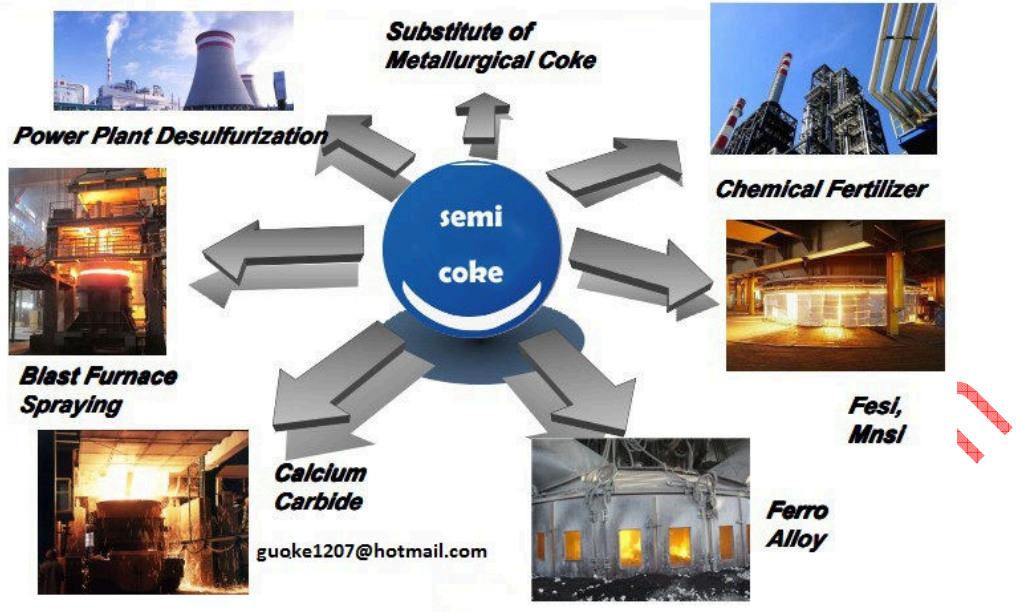 Substitute of
Metallurgical Coke
Power Plant Desulfurization
Chemical Fertilizer
semi
coke
Blast Furnace
Spraying
Fesi,
Mnsi
Calcium
Carbide
Ferro
Alloy
guoke1207@hotmail.com